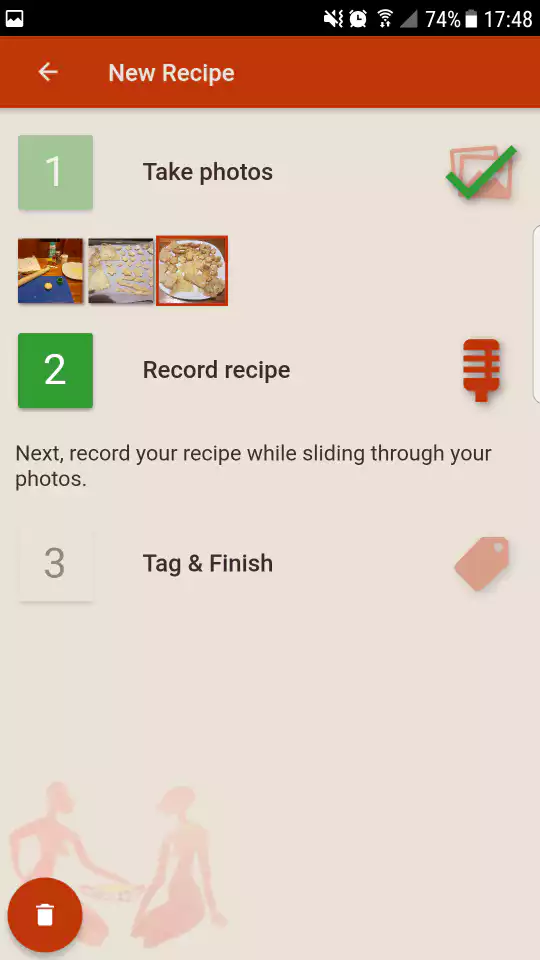 74% 17:48
New Recipe
1 Take photos
2 Record recipe
Next, record your recipe while sliding through your
photos.
3 Tag & Finish